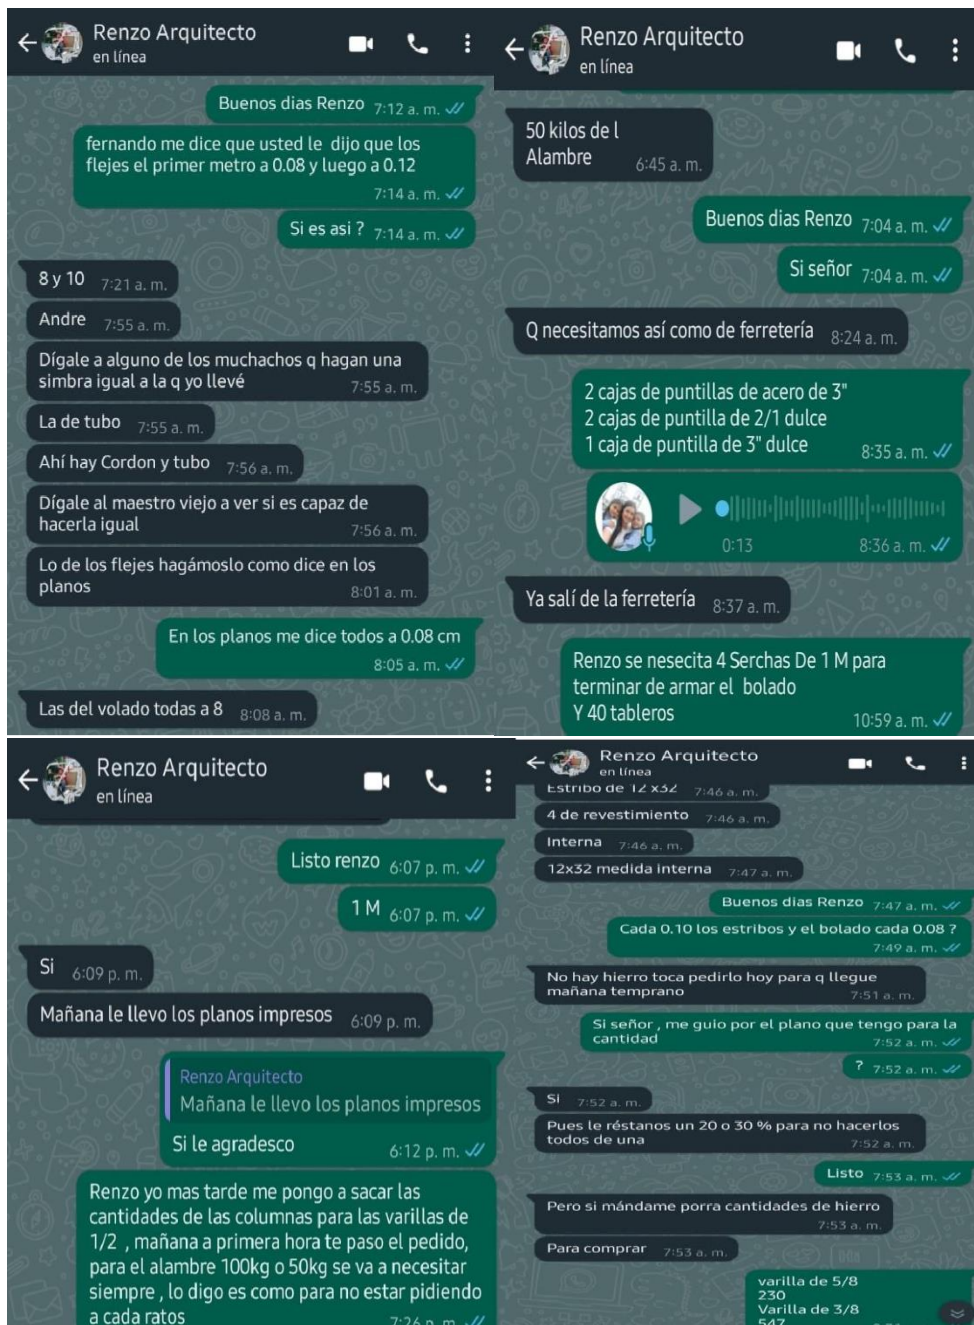 Renzo Arquitecto
en línea
Buenos dias Renzo 7:12 a. m.
fernando me dice que usted le dijo que los
flejes el primer metro a 0.08 y luego a 0.12
7:14 a. m.
Si es asi ? 7:14 a. m.
8 y 10 7:21 a. m.
Andre 7:55 a. m.
Dígale a alguno de los muchachos q hagan una
simbra igual a la q yo llevé 7:55 a. m.
La de tubo 7:55 a. m.
Ahí hay Cordon y tubo 7:56 a. m.
Dígale al maestro viejo a ver si es capaz de
hacerla igual 7:56 a. m.
Lo de los flejes hagámoslo como dice en los
planos 8:01 a. m.
En los planos me dice todos a 0.08 cm
8:05 a. m.
Las del volado todas a 8 8:08 a. m.
Renzo Arquitecto
en línea
50 kilos de l
Alambre 6:45 a. m.
Buenos dias Renzo 7:04 a. m.
Si señor 7:04 a. m.
Q necesitamos así como de ferretería 8:24 a. m.
2 cajas de puntillas de acero de 3"
2 cajas de puntilla de 2/1 dulce
1 caja de puntilla de 3" dulce 8:35 a. m.
0:13 8:36 a. m.
Ya salí de la ferretería 8:37 a. m.
Renzo se nesecita 4 Serchas De 1 M para
terminar de armar el bolado
Y 40 tableros 10:59 a. m.
Renzo Arquitecto
en línea
Listo renzo 6:07 p. m.
1 M 6:07 p. m.
Si 6:09 p. m.
Mañana le llevo los planos impresos 6:09 p. m.
Renzo Arquitecto
Mañana le llevo los planos impresos
Si le agradesco 6:12 p. m.
Renzo yo mas tarde me pongo a sacar las
cantidades de las columnas para las varillas de
1/2 , mañana a primera hora te paso el pedido,
para el alambre 100kg o 50kg se va a necesitar
siempre , lo digo es como para no estar pidiendo
a cada ratos 7:26 p. m.
Renzo Arquitecto
en línea
Estribo de 12 x32 7:46 a. m.
4 de revestimiento 7:46 a. m.
Interna 7:46 a. m.
12x32 medida interna 7:47 a. m.
Buenos dias Renzo 7:47 a. m.
Cada 0.10 los estribos y el bolado cada 0.08 ?
7:49 a. m.
No hay hierro toca pedirlo hoy para q llegue
mañana temprano 7:51 a. m.
Si señor , me guio por el plano que tengo para la
cantidad 7:52 a. m.
? 7:52 a. m.
Si 7:52 a. m.
Pues le réstanos un 20 o 30 % para no hacerlos
todos de una 7:52 a. m.
Listo 7:53 a. m.
Pero si mándame porra cantidades de hierro
7:53 a. m.
Para comprar 7:53 a. m.
varilla de 5/8
230
Varilla de 3/8
547